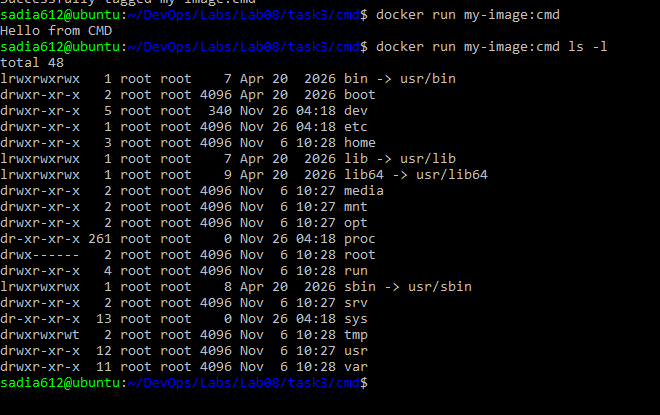 Successfully tagged my-image:cmd
sadia612@ubuntu:~/DevOps/Labs/Lab08/task3/cmd$ docker run my-image:cmd
Hello from CMD
sadia612@ubuntu:~/DevOps/Labs/Lab08/task3/cmd$ docker run my-image:cmd ls -l
total 48
lrwxrwxrwx   1 root root    7 Apr 20  2026 bin -> usr/bin
drwxr-xr-x   2 root root 4096 Apr 20  2026 boot
drwxr-xr-x   5 root root  340 Nov 26 04:18 dev
drwxr-xr-x   1 root root 4096 Nov 26 04:18 etc
drwxr-xr-x   3 root root 4096 Nov  6 10:28 home
lrwxrwxrwx   1 root root    7 Apr 20  2026 lib -> usr/lib
lrwxrwxrwx   1 root root    9 Apr 20  2026 lib64 -> usr/lib64
drwxr-xr-x   2 root root 4096 Nov  6 10:27 media
drwxr-xr-x   2 root root 4096 Nov  6 10:27 mnt
drwxr-xr-x   2 root root 4096 Nov  6 10:27 opt
dr-xr-xr-x 261 root root    0 Nov 26 04:18 proc
drwx------   2 root root 4096 Nov  6 10:28 root
drwxr-xr-x   4 root root 4096 Nov  6 10:28 run
lrwxrwxrwx   1 root root    8 Apr 20  2026 sbin -> usr/sbin
drwxr-xr-x   2 root root 4096 Nov  6 10:27 srv
dr-xr-xr-x  13 root root    0 Nov 26 04:18 sys
drwxrwxrwt   2 root root 4096 Nov  6 10:28 tmp
drwxr-xr-x  12 root root 4096 Nov  6 10:27 usr
drwxr-xr-x  11 root root 4096 Nov  6 10:28 var
sadia612@ubuntu:~/DevOps/Labs/Lab08/task3/cmd$